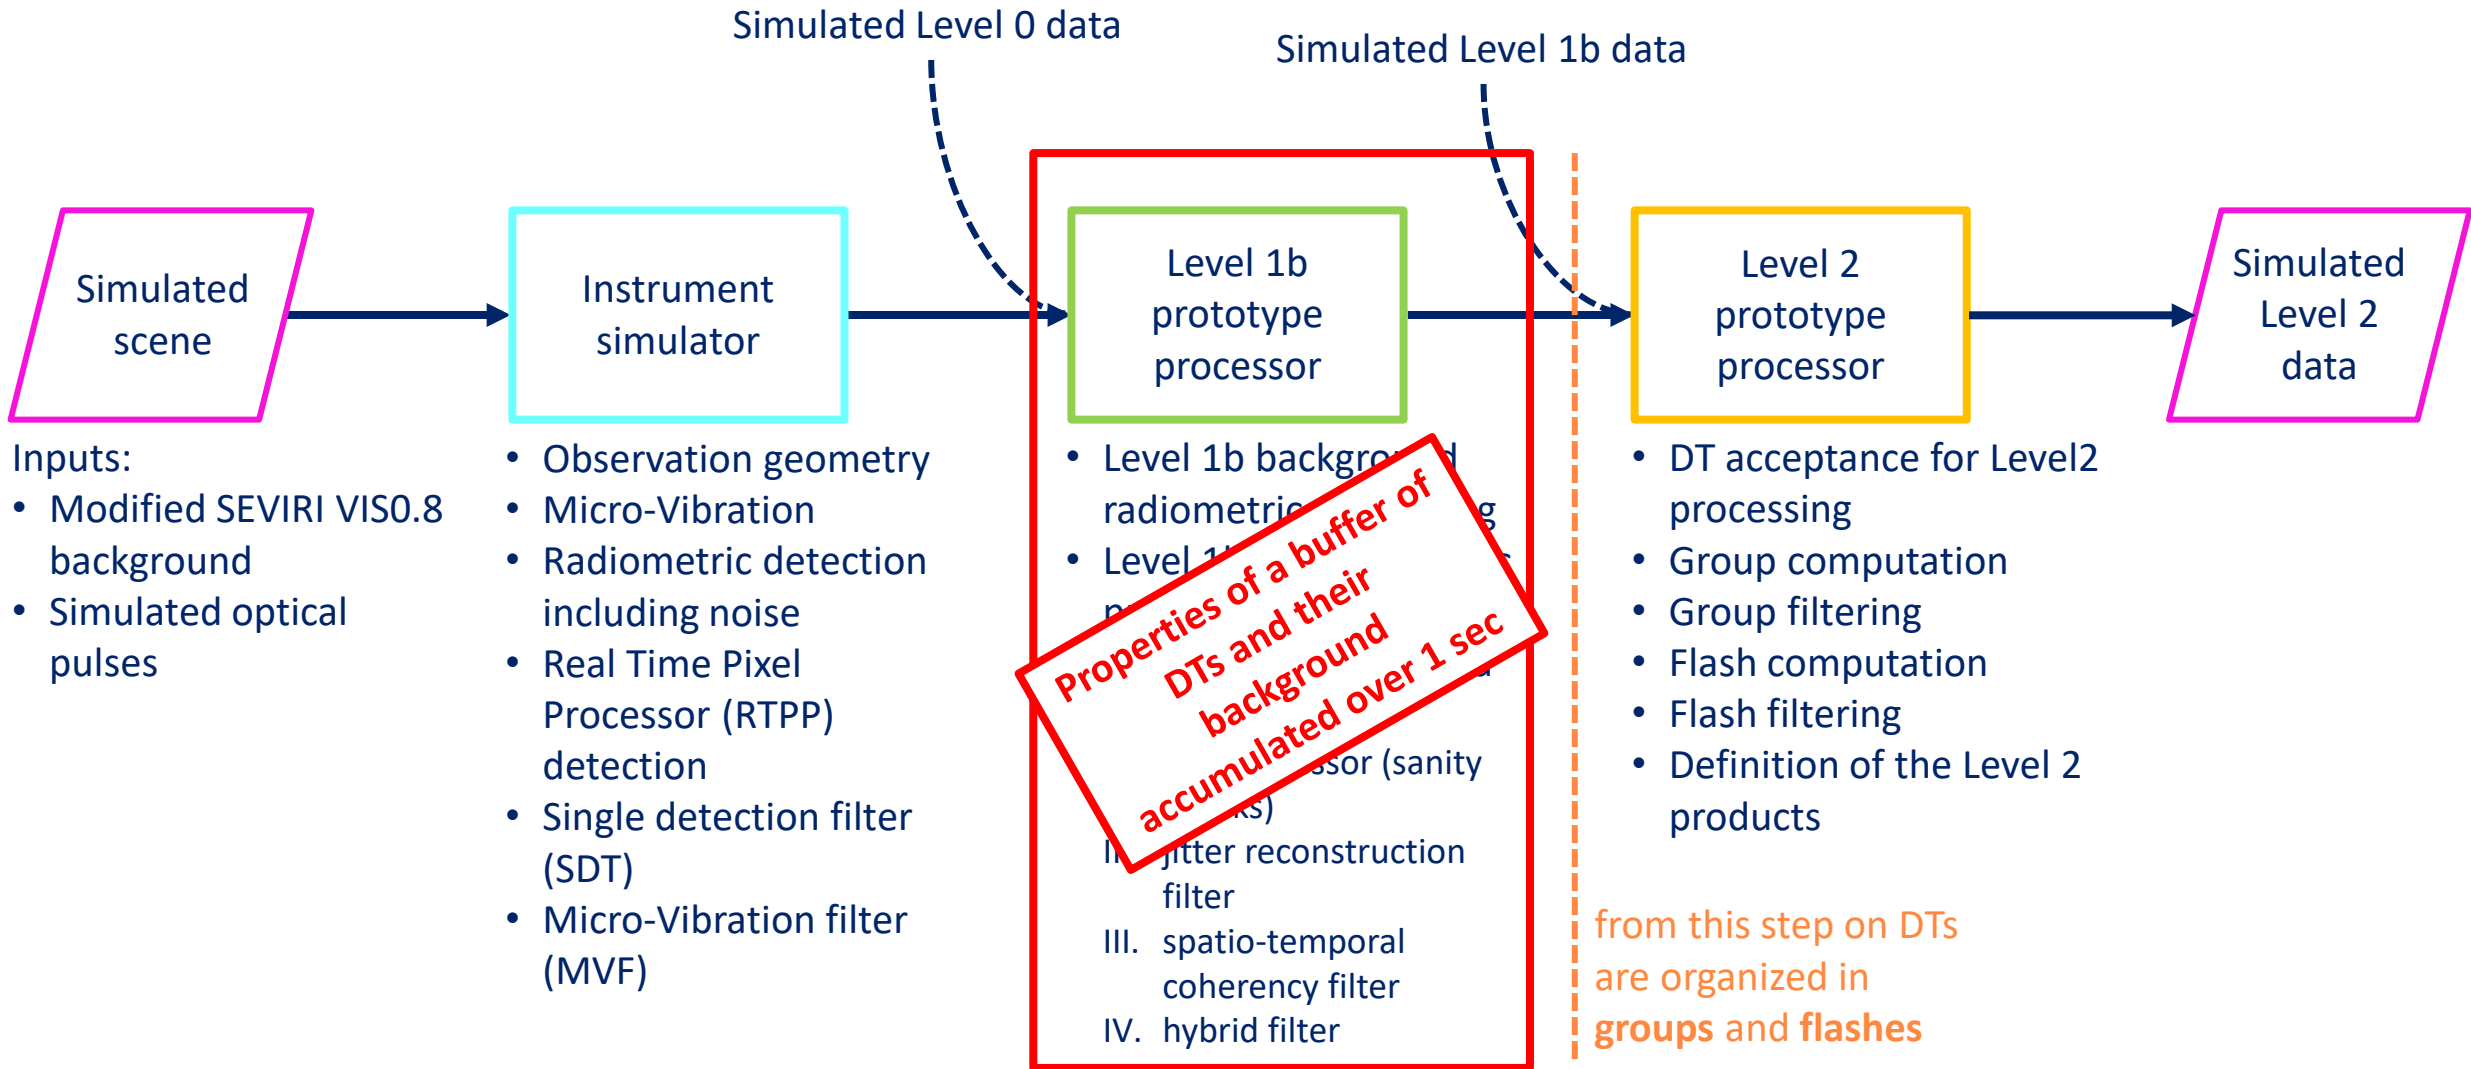 Simulated Level 0 data
Simulated Level 1b data
Simulated
scene
Instrument
simulator
Level 1b
prototype
processor
Level 2
prototype
processor
Simulated
Level 2
data
Inputs:
• Modified SEVIRI VIS0.8
background
• Simulated optical
pulses
• Observation geometry
• Micro-Vibration
• Radiometric detection
including noise
• Real Time Pixel
Processor (RTPP)
detection
• Single detection filter
(SDT)
• Micro-Vibration filter
(MVF)
• Level 1b background
radiometric
• Level
(sanity
jitter reconstruction
filter
III. spatio-temporal
coherency filter
IV. hybrid filter
Properties of a buffer of
DTs and their
background
accumulated over 1 sec
• DT acceptance for Level2
processing
• Group computation
• Group filtering
• Flash computation
• Flash filtering
• Definition of the Level 2
products
from this step on DTs
are organized in
groups and flashes